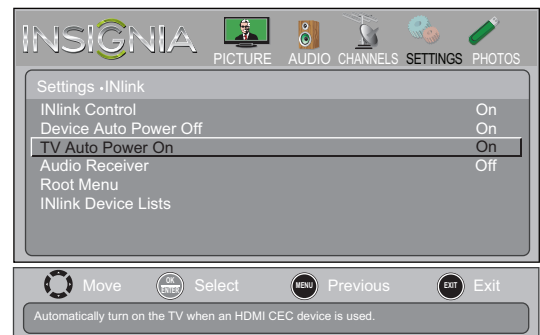 INSIGNIA
PICTURE AUDIO CHANNELS SETTINGS PHOTOS
Settings •INlink
INlink Control On
Device Auto Power Off On
TV Auto Power On On
Audio Receiver Off
Root Menu
INlink Device Lists
Move OK ENTER Select MENU Previous EXIT Exit
Automatically turn on the TV when an HDMI CEC device is used.